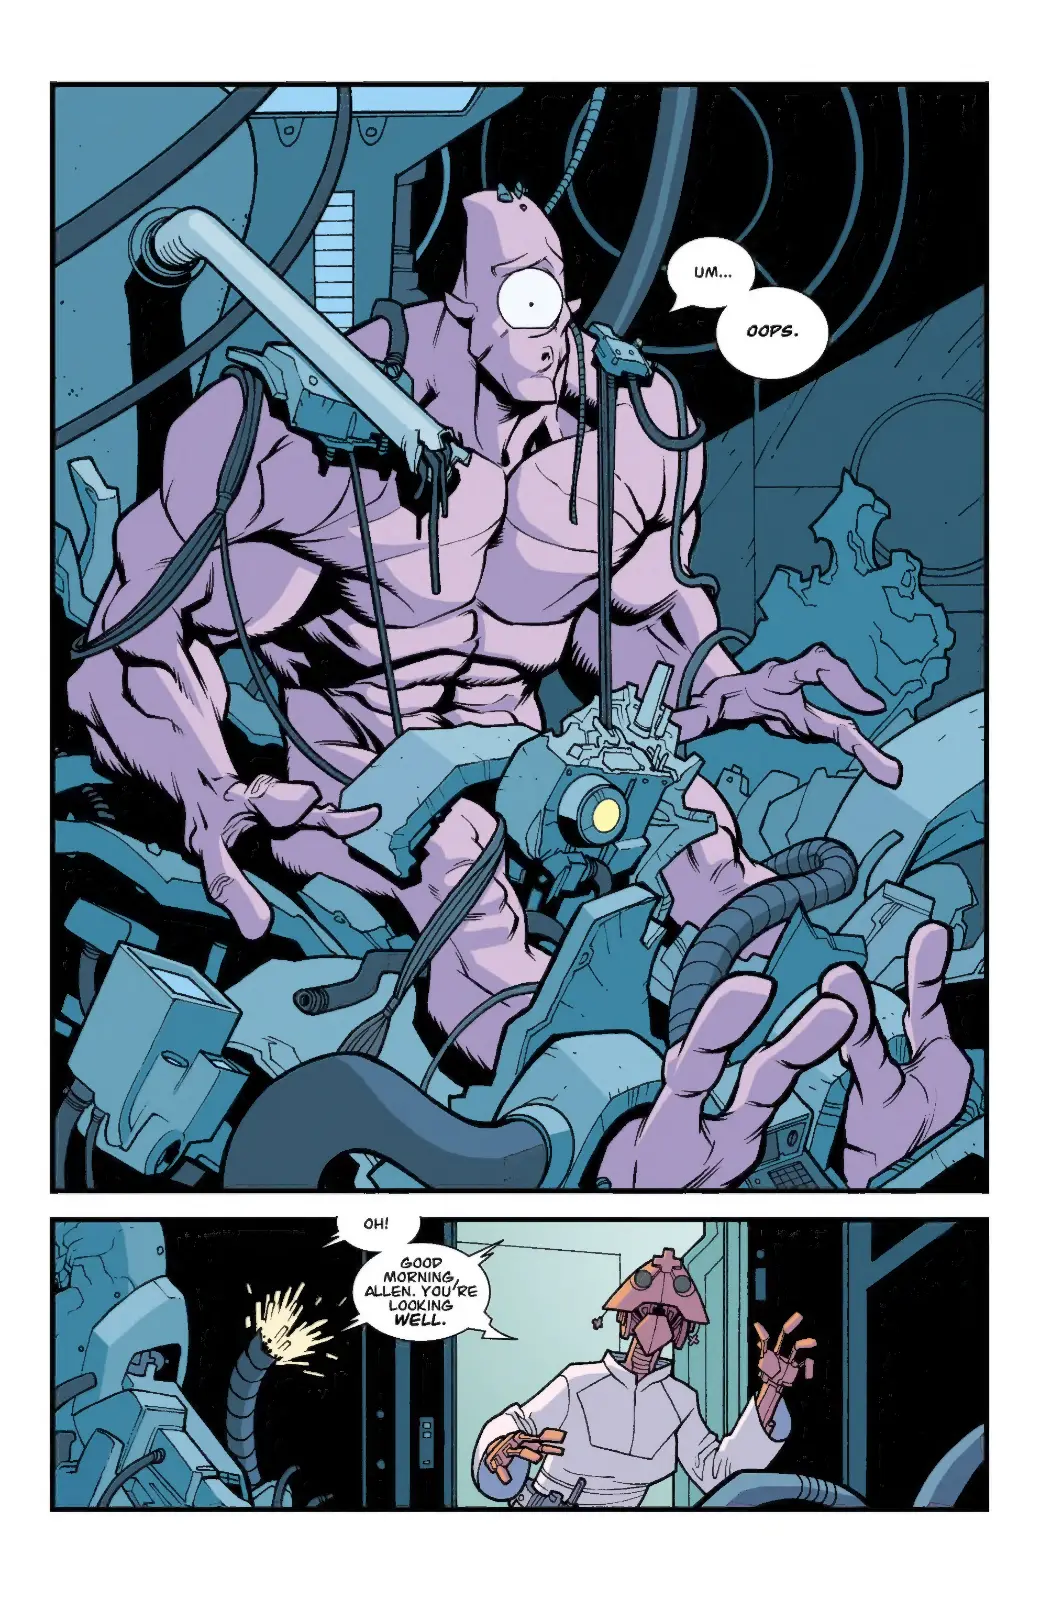 UM...
OOPS.
OH!
GOOD
MORNING,
ALLEN. YOU'RE
LOOKING
WELL.